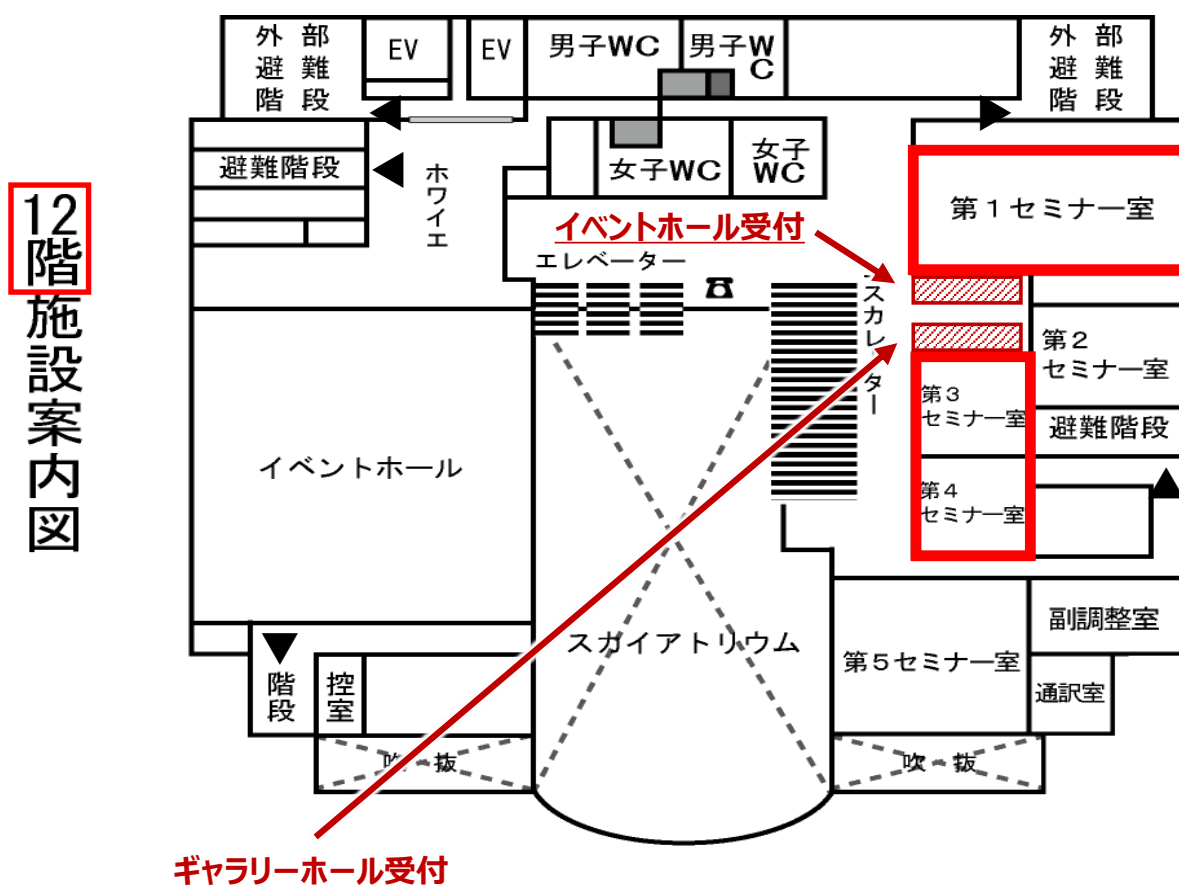 12階施設案内図
外部
避難
階段
EV
EV
男子WC
男子W
C
外部
避難
階段
避難階段
ホワイエ
女子WC
女子
WC
第1セミナー室
イベントホール受付
エレベーター
エスカレーター
第2
セミナー室
第3
セミナー室
避難階段
イベントホール
第4
セミナー室
スカイアトリウム
第5セミナー室
副調整室
階段
控室
通訳室
吹・抜
吹・抜
ギャラリーホール受付